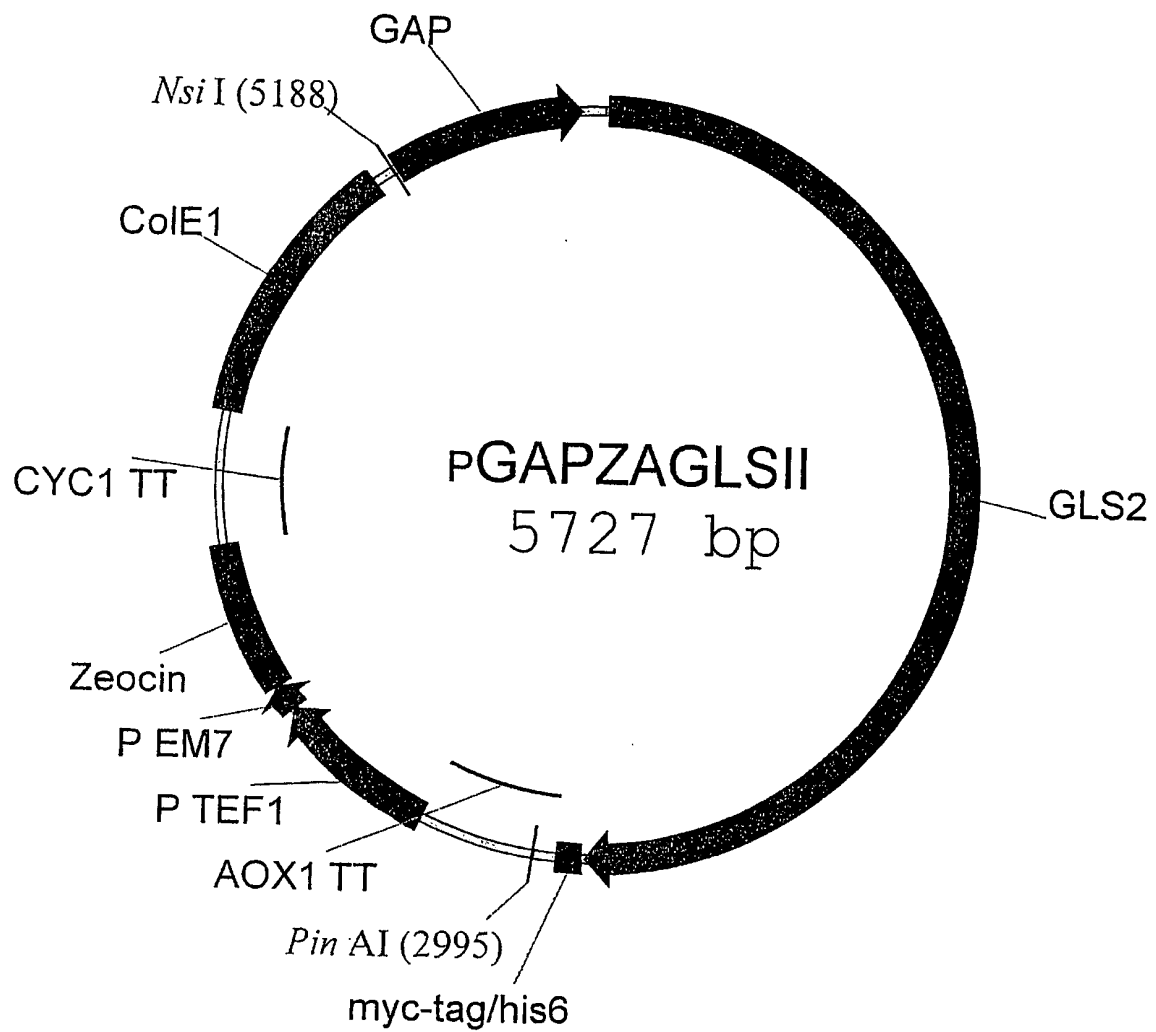 GAP
Nsi I (5188)
ColE1
CYC1 TT
PGAPZAGLSII
5727 bp
GLS2
Zeocin
P EM7
P TEF1
AOX1 TT
Pin AI (2995)
myc-tag/his6